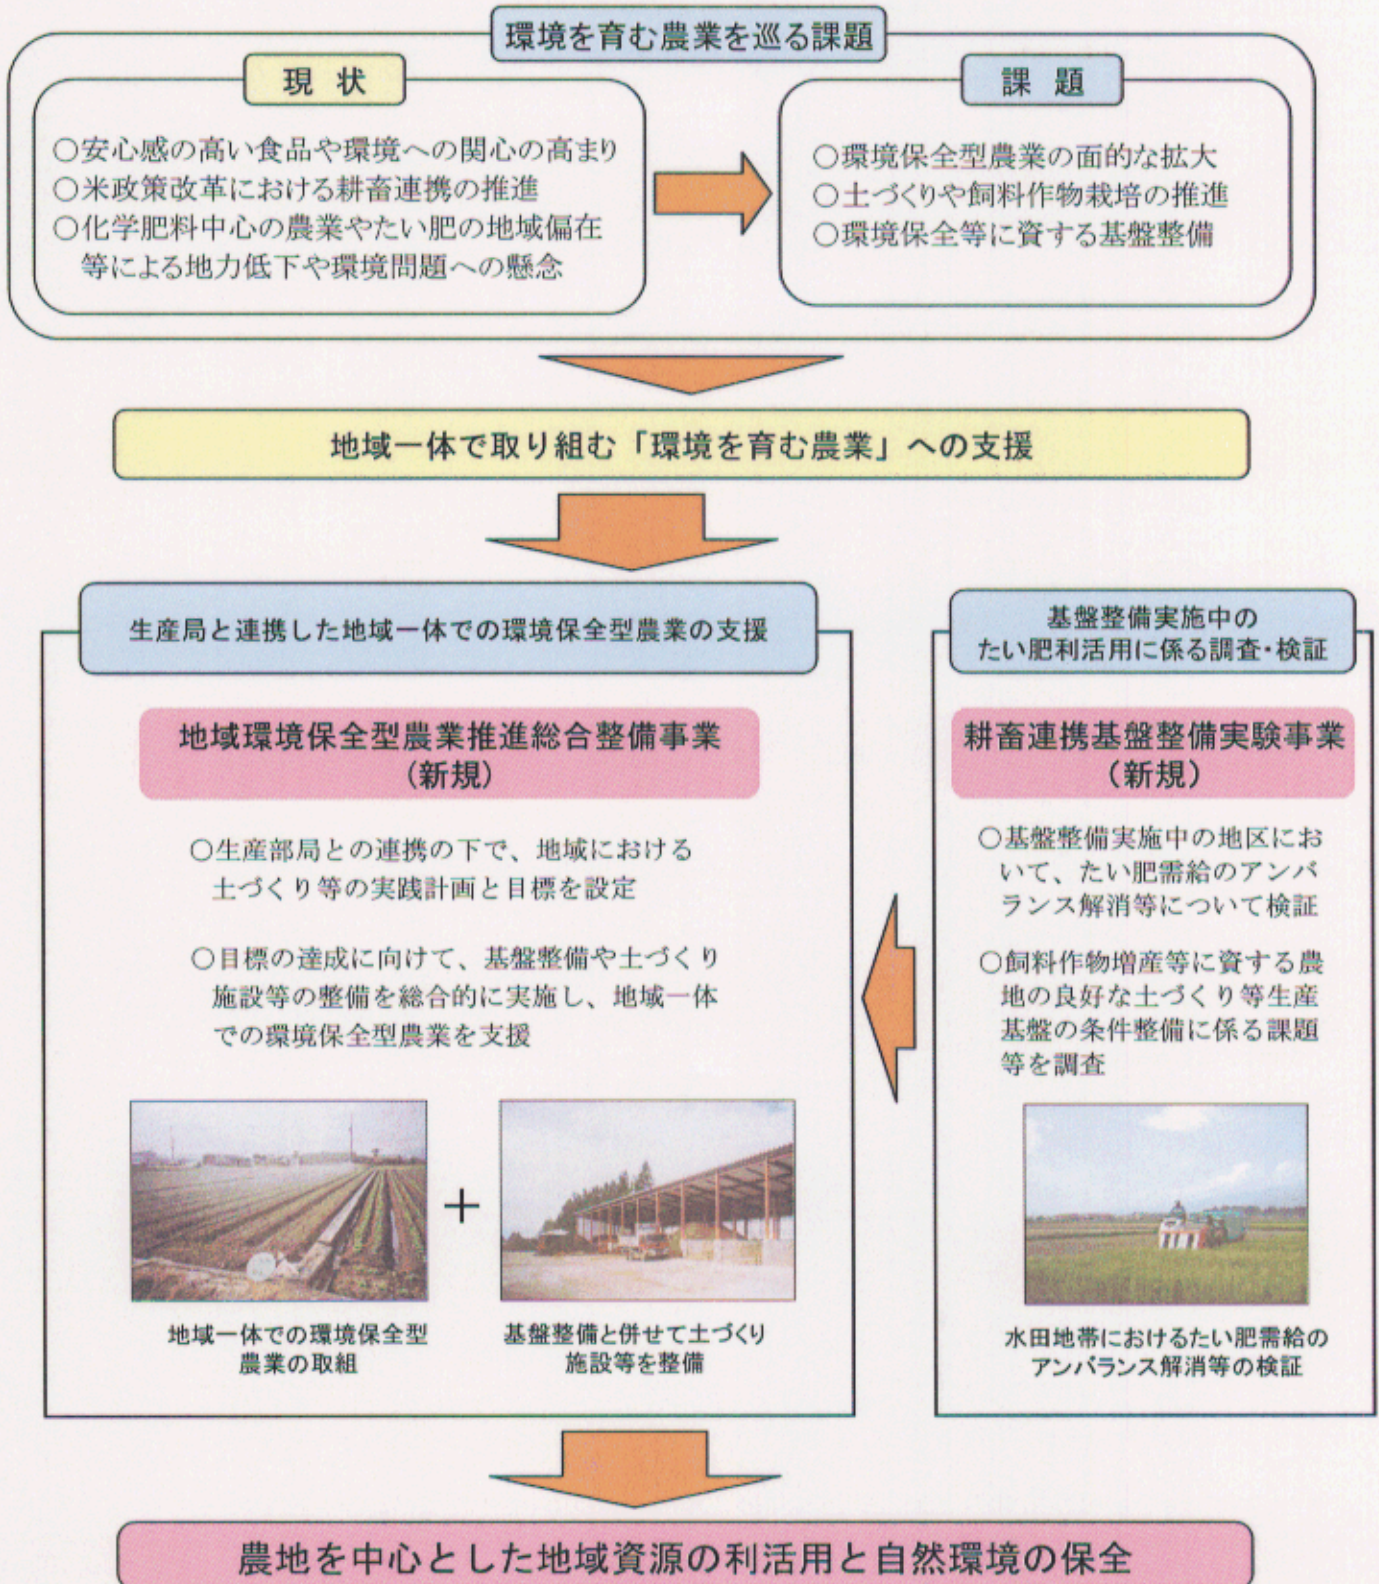 環境を育む農業を巡る課題
現 状
○安心感の高い食品や環境への関心の高まり
○米政策改革における耕畜連携の推進
○化学肥料中心の農業やたい肥の地域偏在
等による地力低下や環境問題への懸念
課 題
○環境保全型農業の面的な拡大
○土づくりや飼料作物栽培の推進
○環境保全等に資する基盤整備
地域一体で取り組む「環境を育む農業」への支援
生産局と連携した地域一体での環境保全型農業の支援
地域環境保全型農業推進総合整備事業
(新規)
○生産部局との連携の下で、地域における
土づくり等の実践計画と目標を設定
○目標の達成に向けて、基盤整備や土づくり
施設等の整備を総合的に実施し、地域一体
での環境保全型農業を支援
+
地域一体での環境保全型
農業の取組
基盤整備と併せて土づくり
施設等を整備
基盤整備実施中の
たい肥利活用に係る調査・検証
耕畜連携基盤整備実験事業
(新規)
○基盤整備実施中の地区にお
いて、たい肥需給のアンバ
ランス解消等について検証
○飼料作物増産等に資する農
地の良好な土づくり等生産
基盤の条件整備に係る課題
等を調査
水田地帯におけるたい肥需給の
アンバランス解消等の検証
農地を中心とした地域資源の利活用と自然環境の保全